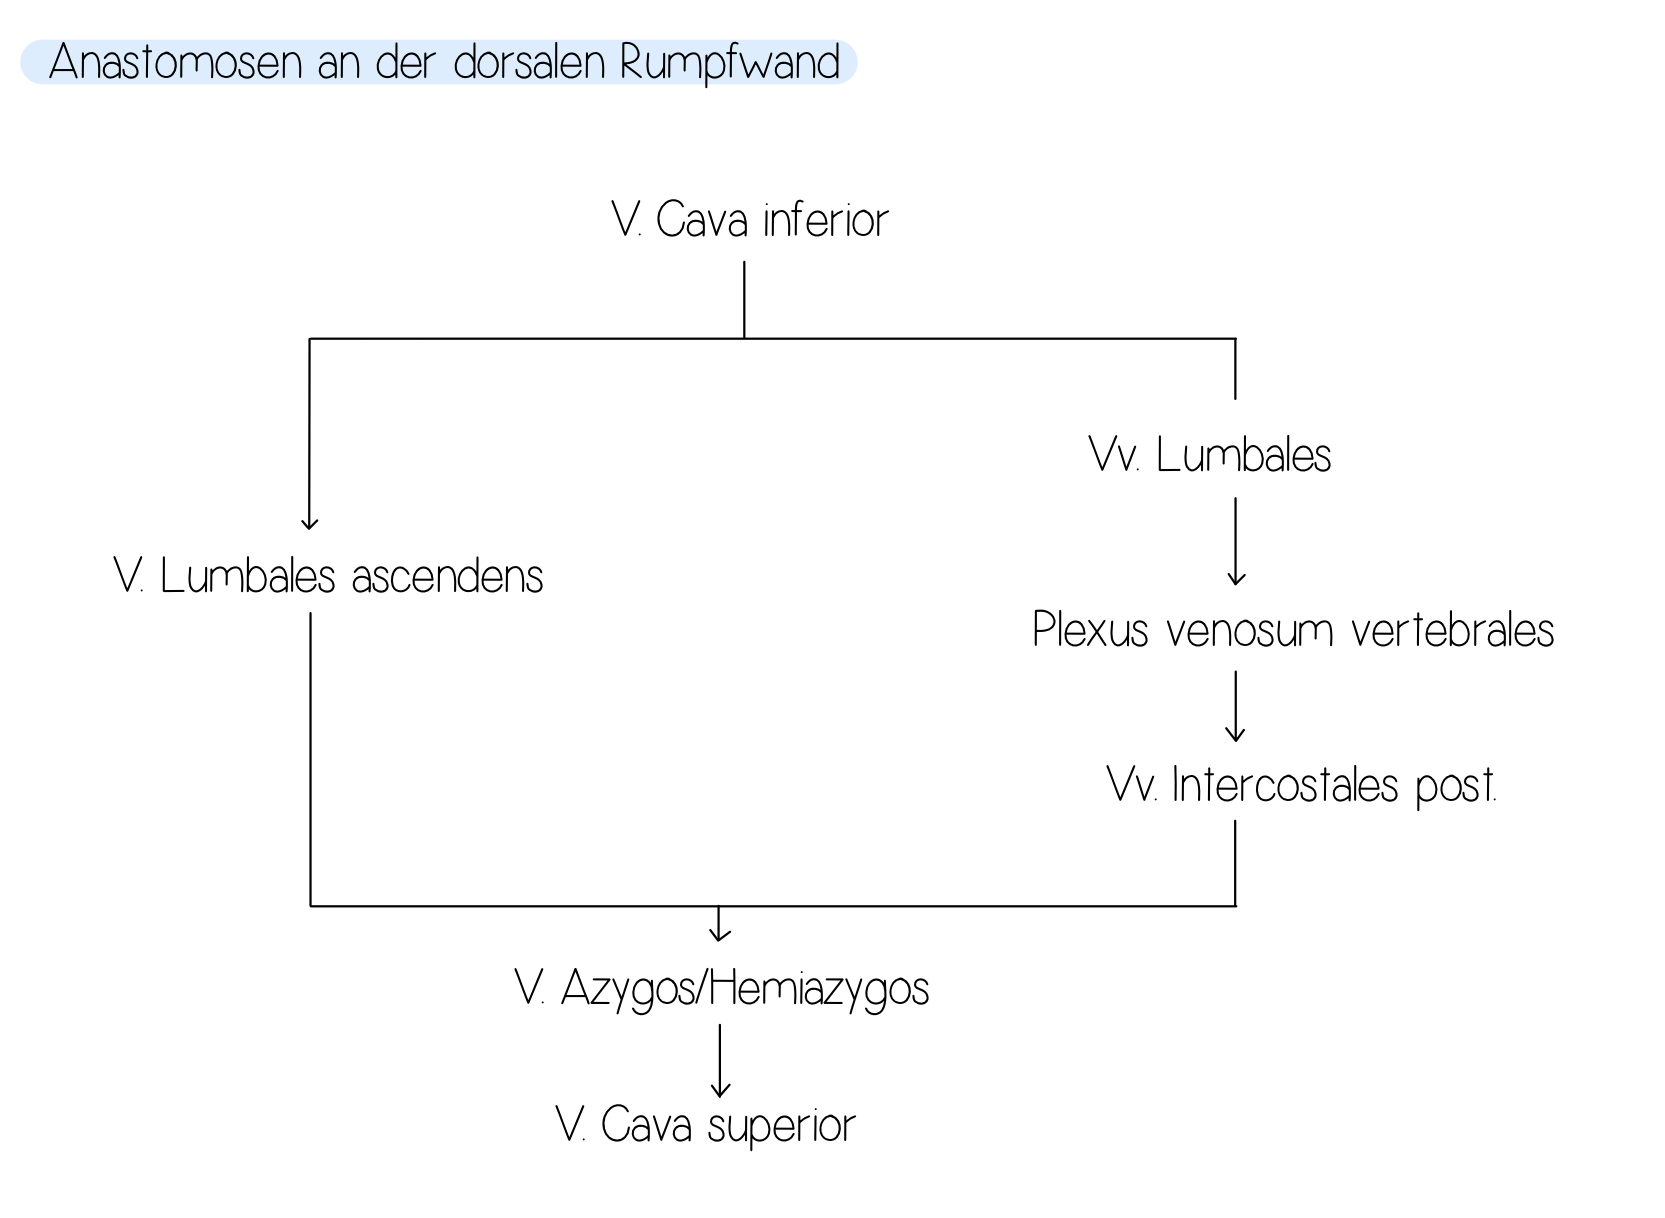 Anastomosen an der dorsalen Rumpfwand
V. Cava inferior
Vv. Lumbales
V. Lumbales ascendens
Plexus venosum vertebrales
Vv. Intercostales post.
V. Azygos/Hemiazygos
V. Cava superior